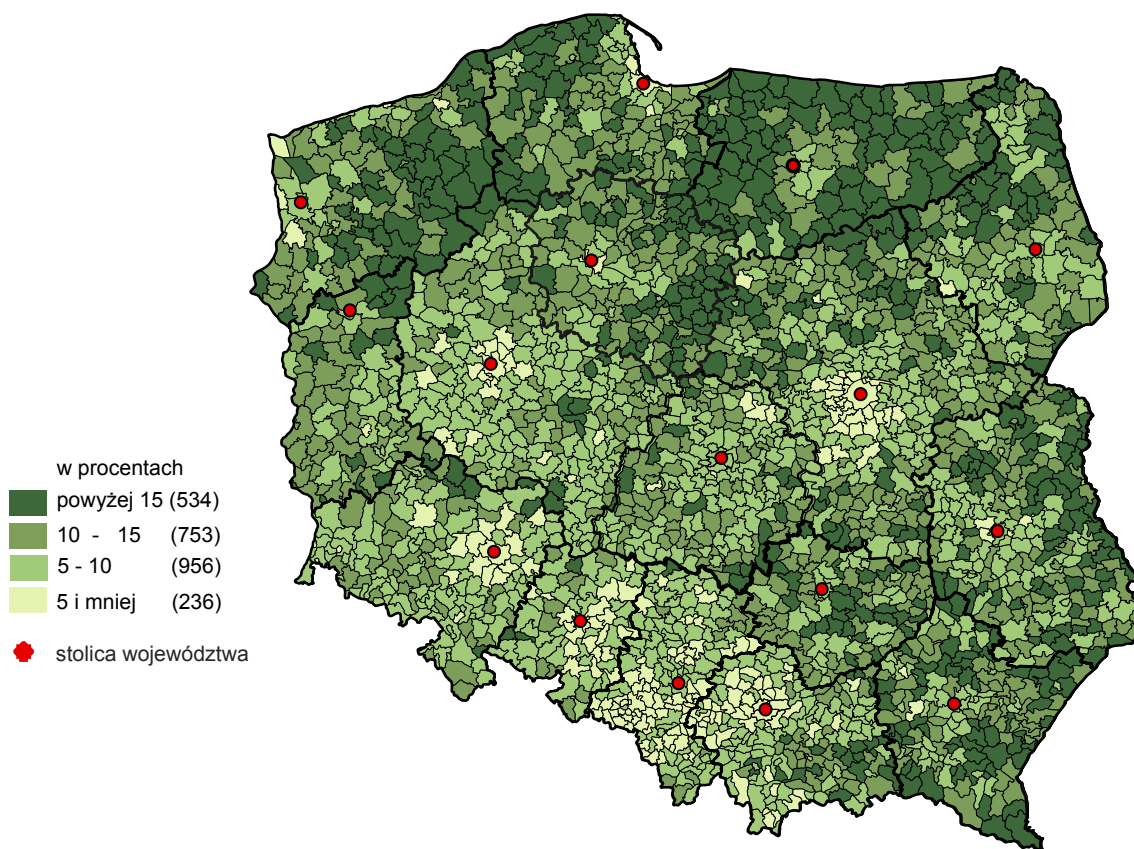 w procentach
powyżej 15 (534)
10 - 15 (753)
5 - 10 (956)
5 i mniej (236)
stolica województwa